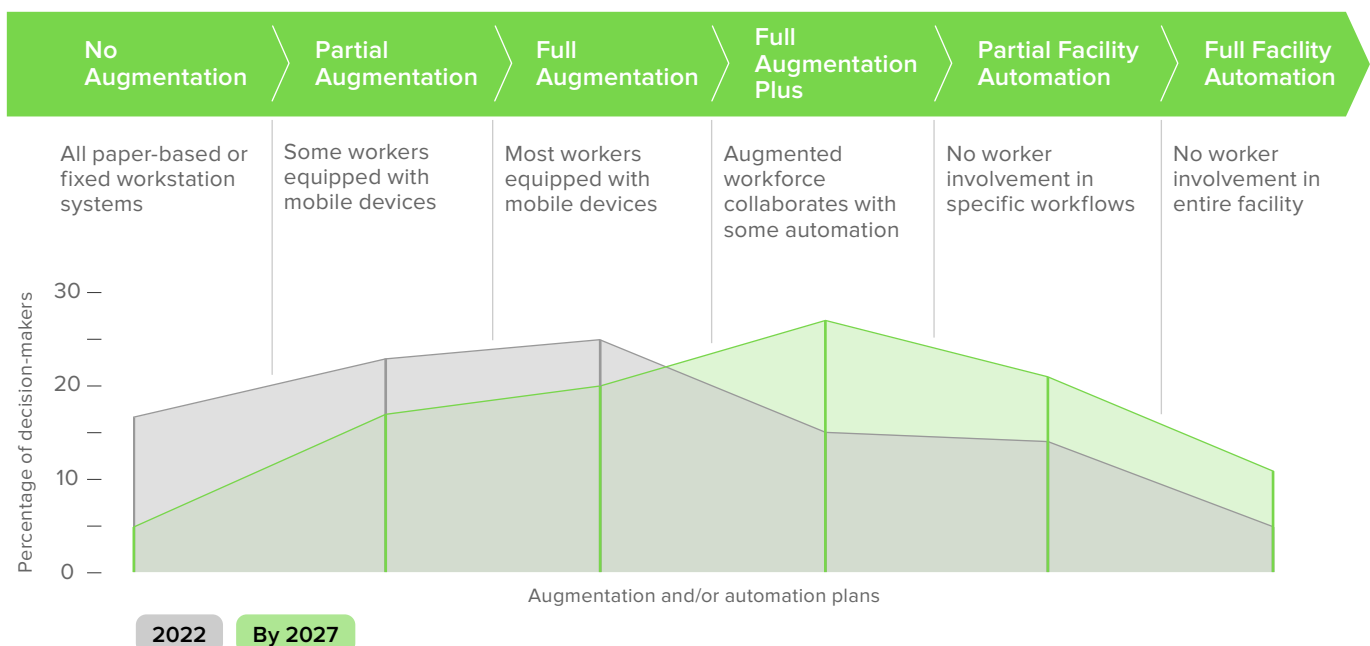 No
Augmentation
Partial
Augmentation
Full
Augmentation
Full
Augmentation
Plus
Partial Facility
Automation
Full Facility
Automation
All paper-based or
fixed workstation
systems
Some workers
equipped with
mobile devices
Most workers
equipped with
mobile devices
Augmented
workforce
collaborates with
some automation
No worker
involvement in
specific workflows
No worker
involvement in
entire facility
Percentage of decision-makers
30
20
10
0
Augmentation and/or automation plans
2022
By 2027